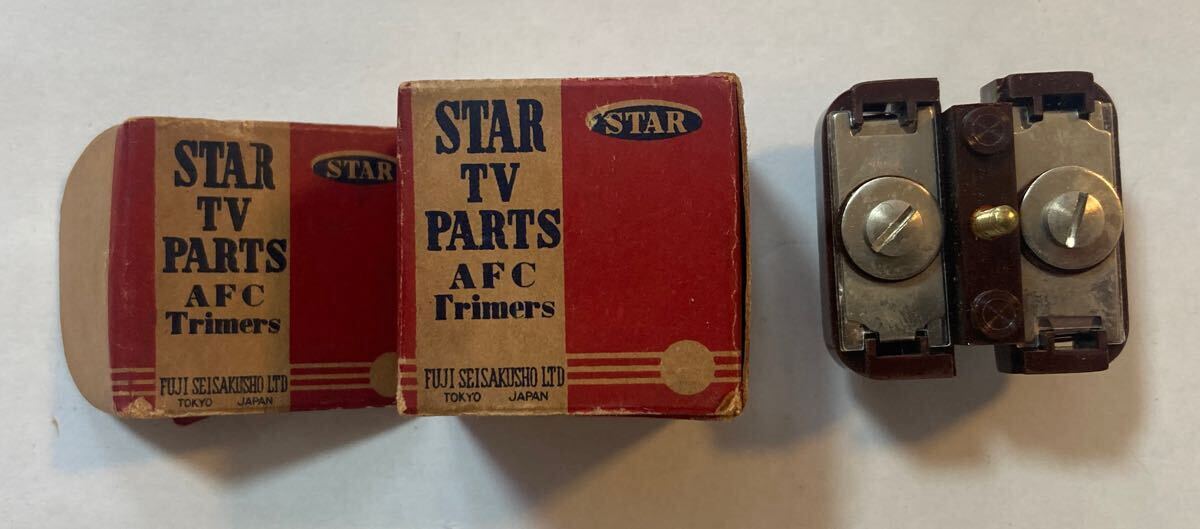 STAR
TV
PARTS
AFC
Trimers
FUJI SEISAKUSHO LTD
TOKYO JAPAN
STAR
STAR
TV
PARTS
AFC
Trimers
FUJI SEISAKUSHO LTD
TOKYO JAPAN
STAR